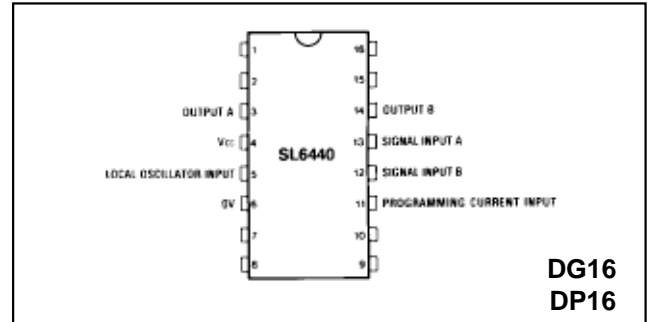 1 16
2 15
OUTPUT A 3 14 OUTPUT B
Vcc 4 13 SIGNAL INPUT A
SL6440
LOCAL OSCILLATOR INPUT 5 12 SIGNAL INPUT B
0V 6 11 PROGRAMMING CURRENT INPUT
7 10
8 9
DG16
DP16